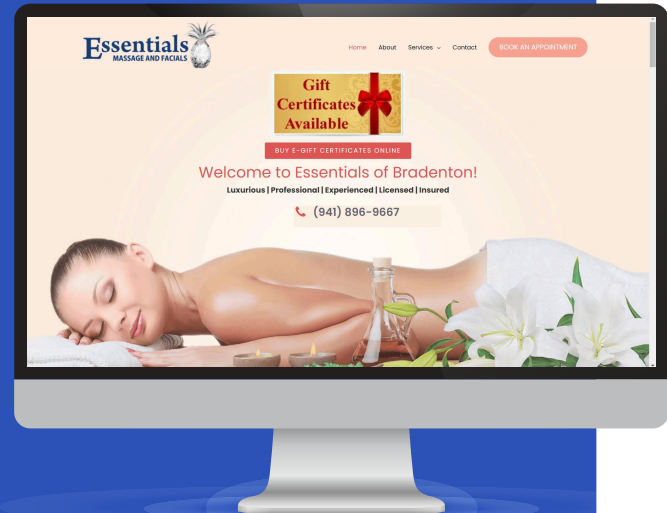 Essentials
MASSAGE AND FACIALS
Home About Services Contact BOOK AN APPOINTMENT
Gift
Certificates
Available
BUY E-GIFT CERTIFICATES ONLINE
Welcome to Essentials of Bradenton!
Luxurious | Professional | Experienced | Licensed | Insured
(941) 896-9667